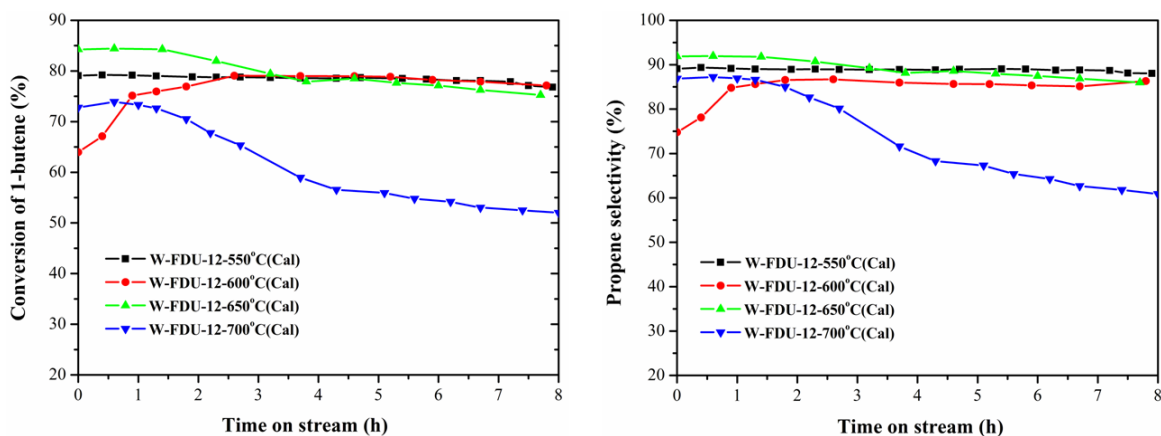 Conversion of 1-butene (%)
90
80
70
60
50
40
30
20
W-FDU-12-550°C(Cal)
W-FDU-12-600°C(Cal)
W-FDU-12-650°C(Cal)
W-FDU-12-700°C(Cal)
0 1 2 3 4 5 6 7 8
Time on stream (h)
Propene selectivity (%)
100
90
80
70
60
50
40
30
20
W-FDU-12-550°C(Cal)
W-FDU-12-600°C(Cal)
W-FDU-12-650°C(Cal)
W-FDU-12-700°C(Cal)
0 1 2 3 4 5 6 7 8
Time on stream (h)